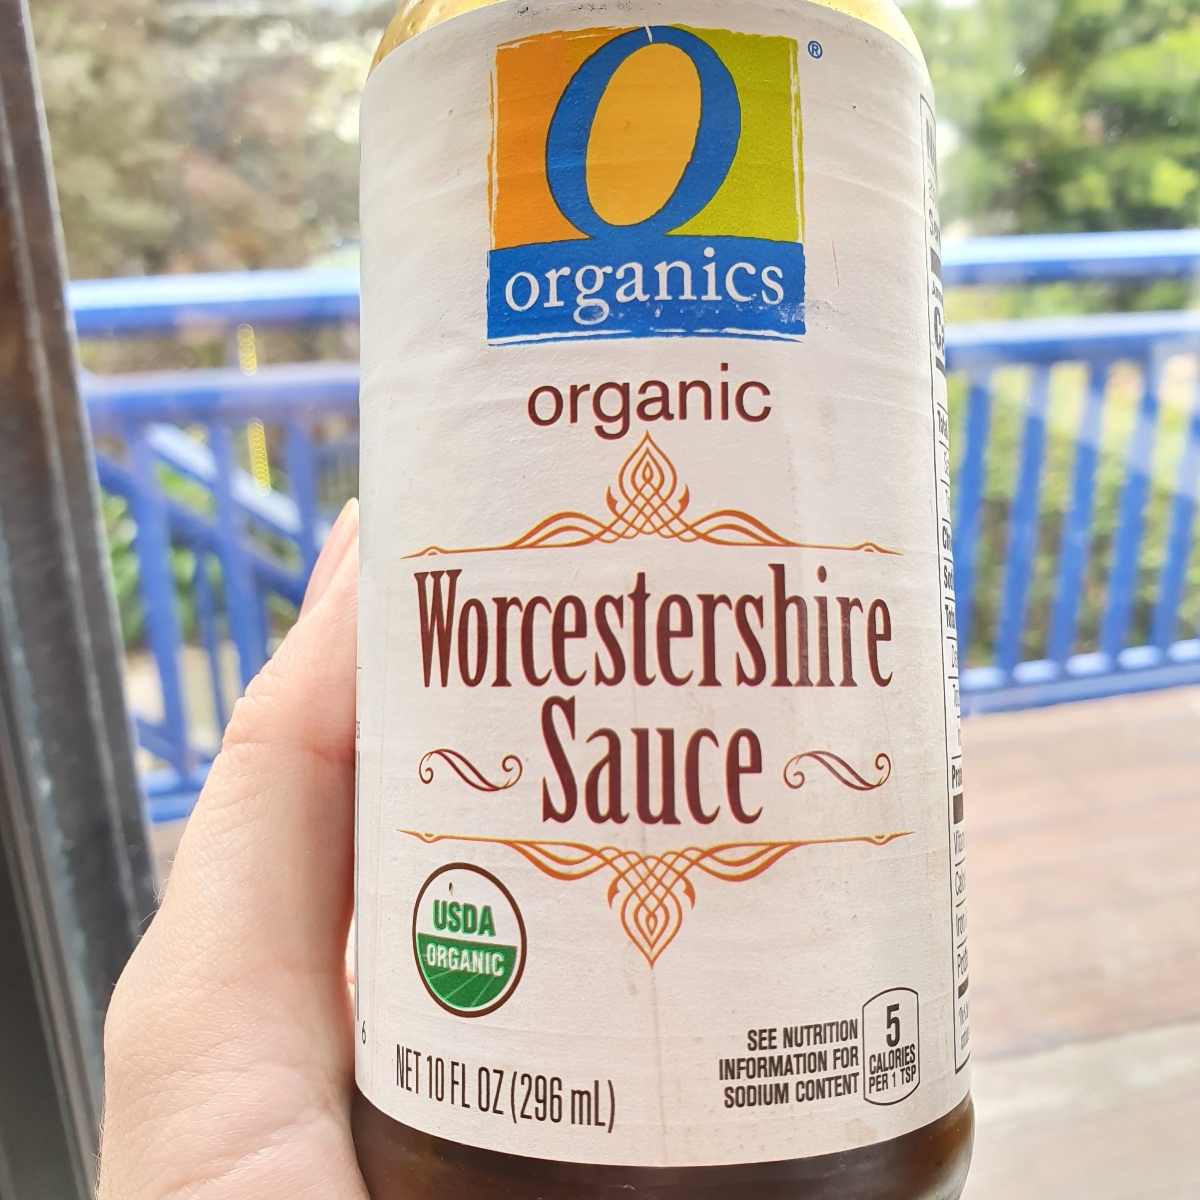 O
®
organics
organic
Worcestershire
Sauce
USDA
ORGANIC
SEE NUTRITION
INFORMATION FOR
SODIUM CONTENT
5
CALORIES
PER 1 TSP
NET 10 FL OZ (296 mL)